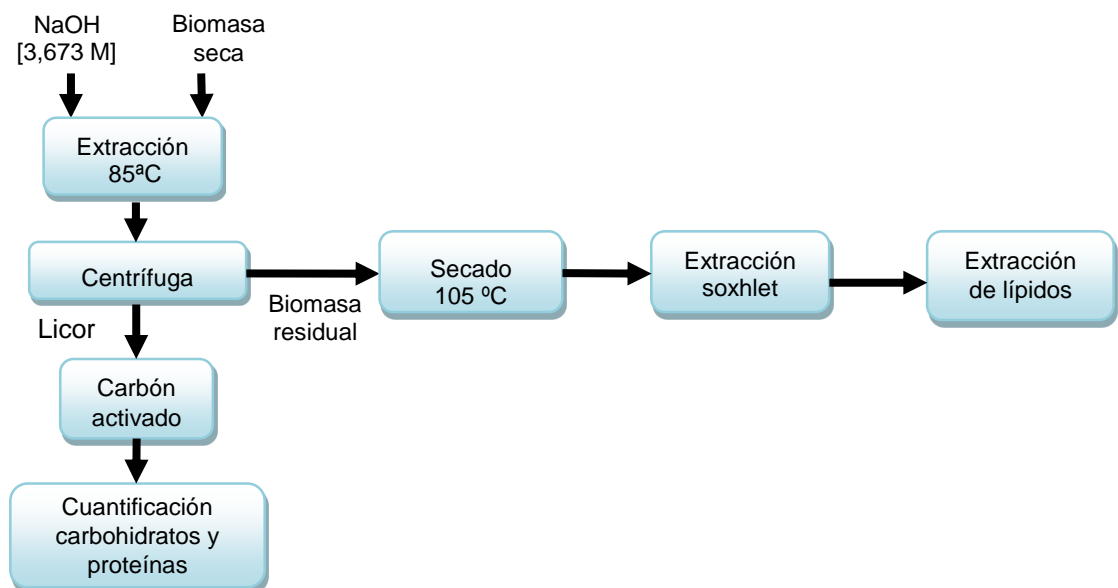 NaOH
[3,673 M]
Biomasa
seca
Extracción
85ªC
Centrífuga
Biomasa
residual
Secado
105 ºC
Extracción
soxhlet
Extracción
de lípidos
Licor
Carbón
activado
Cuantificación
carbohidratos y
proteínas